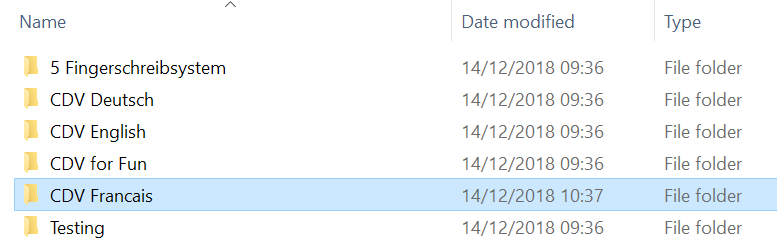 Name Date modified Type
5 Fingerschreibsystem 14/12/2018 09:36 File folder
CDV Deutsch 14/12/2018 09:36 File folder
CDV English 14/12/2018 09:36 File folder
CDV for Fun 14/12/2018 09:36 File folder
CDV Francais 14/12/2018 10:37 File folder
Testing 14/12/2018 09:36 File folder